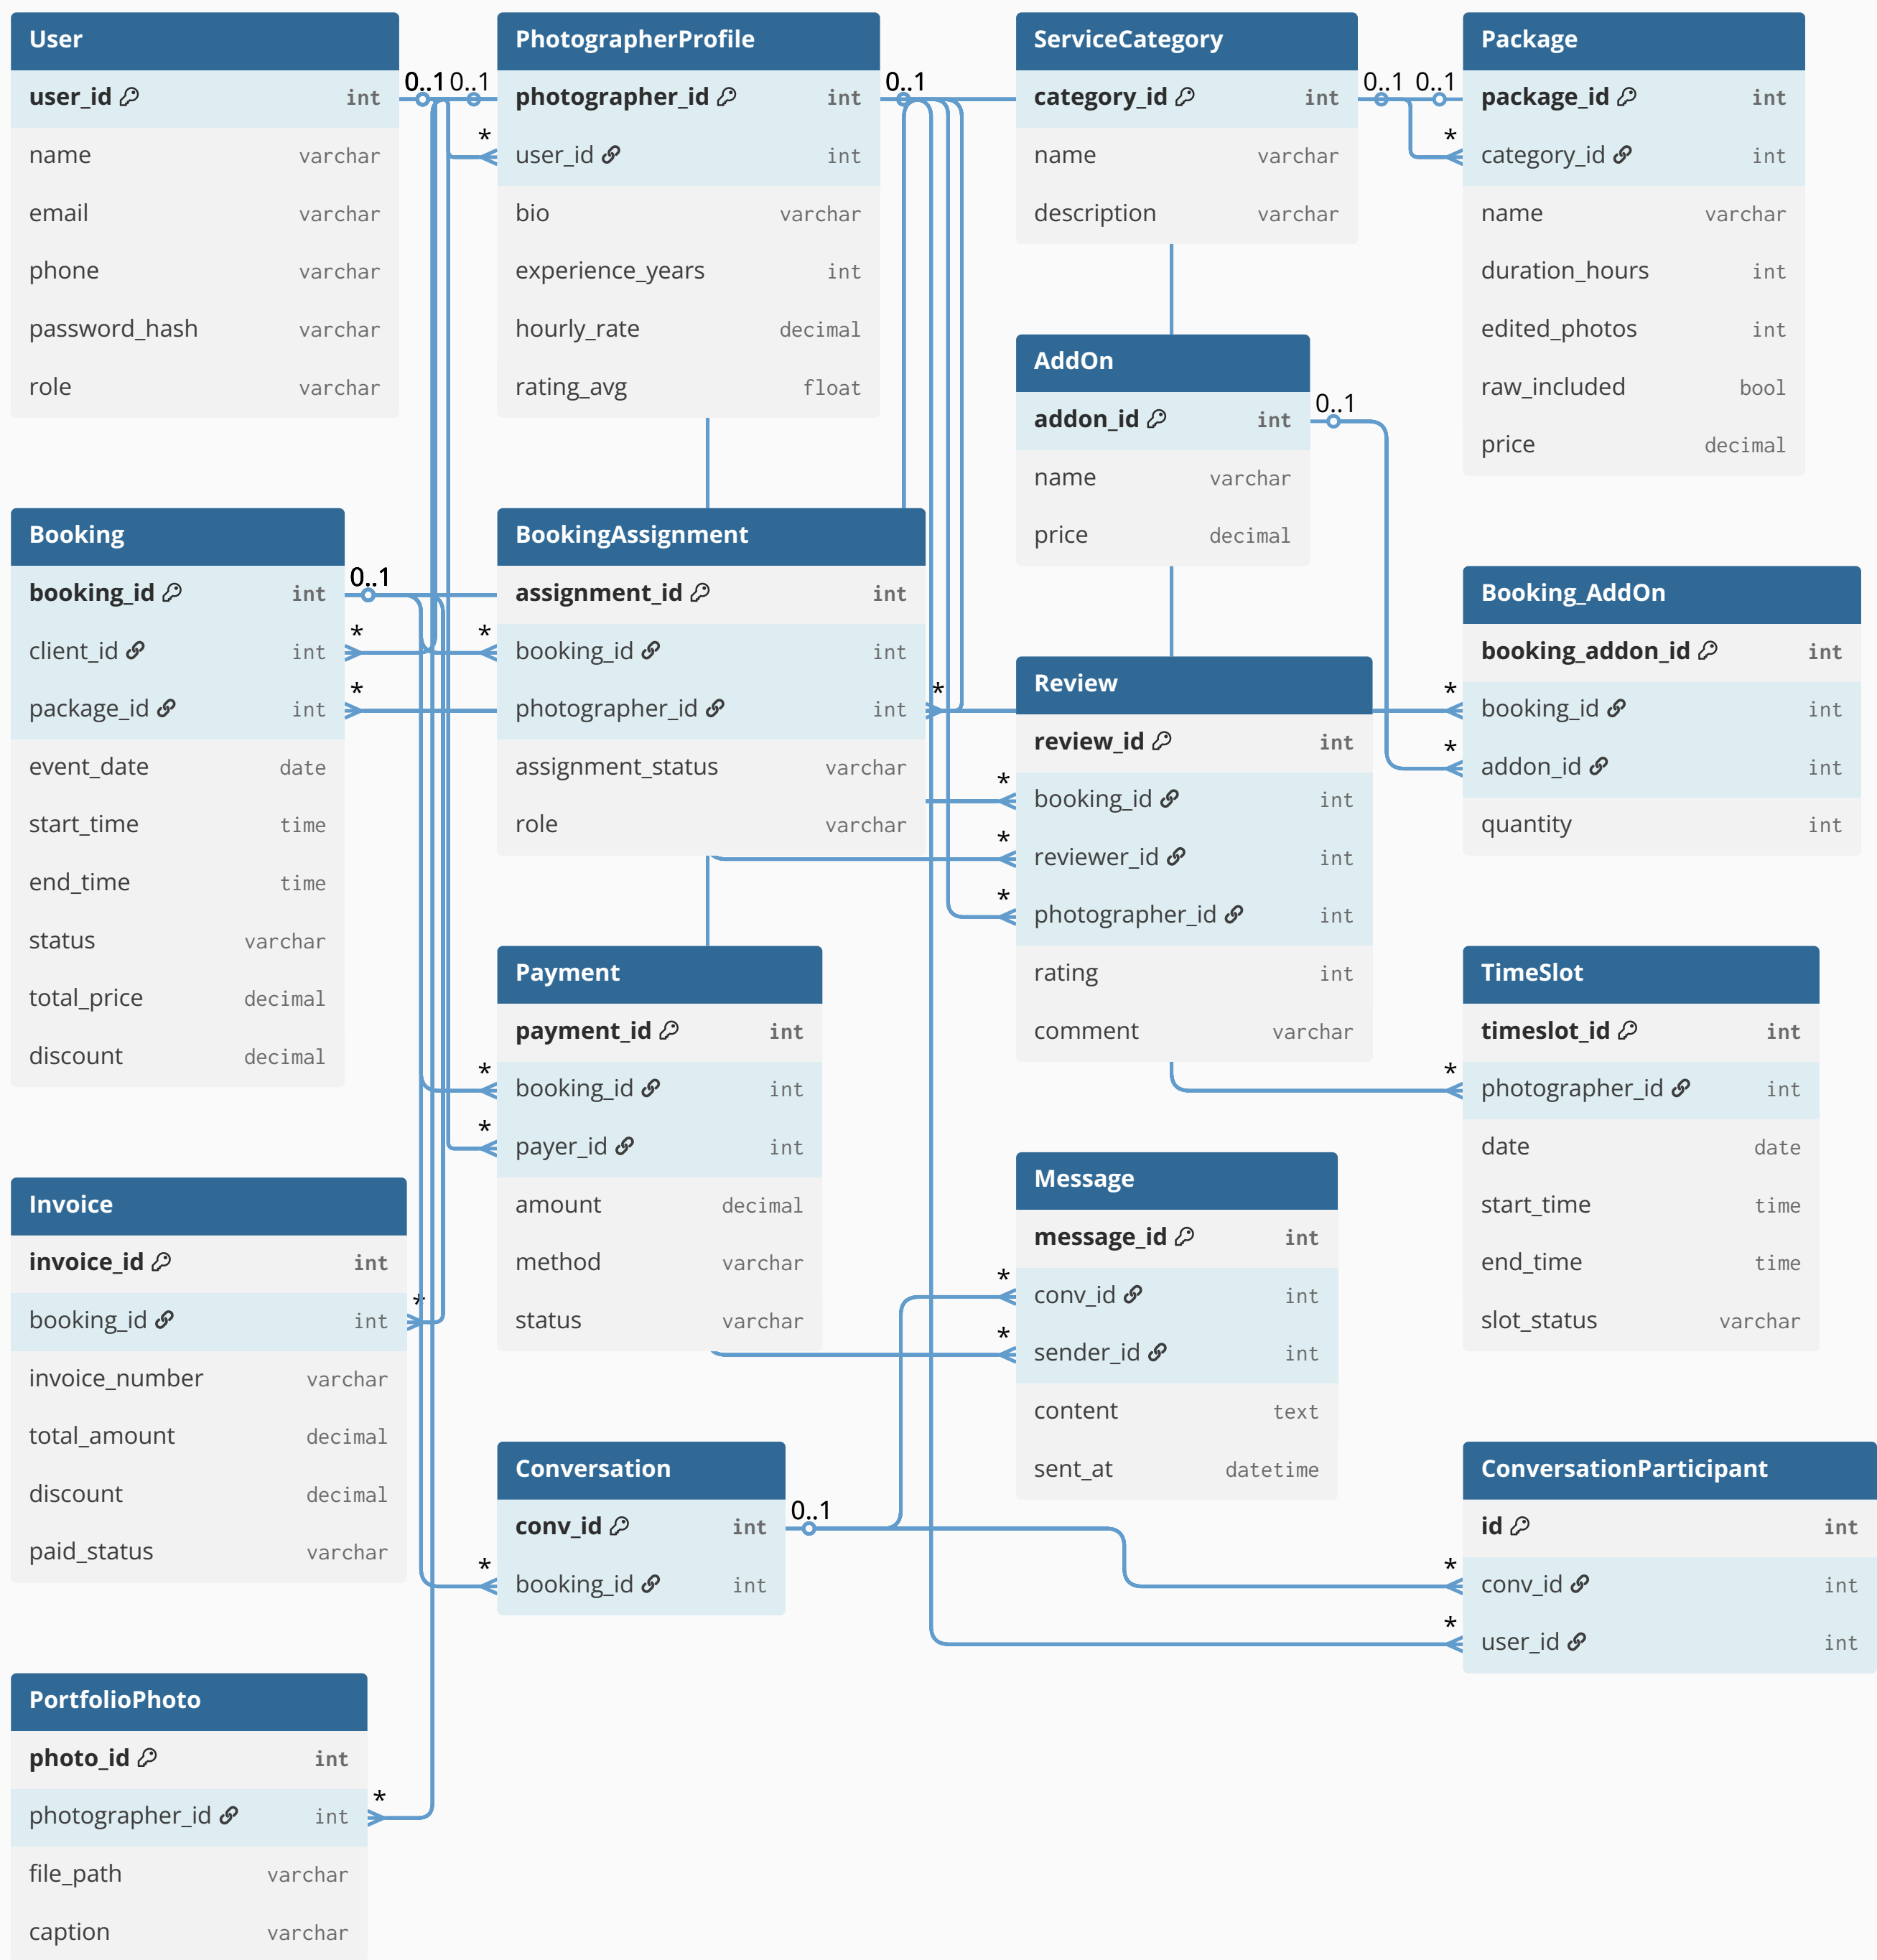 User
user_id int
name varchar
email varchar
phone varchar
password_hash varchar
role varchar
0..1 0..1
*
PhotographerProfile
photographer_id int
user_id int
bio varchar
experience_years int
hourly_rate decimal
rating_avg float
0..1
ServiceCategory
category_id int
name varchar
description varchar
0..1 0..1
*
Package
package_id int
category_id int
name varchar
duration_hours int
edited_photos int
raw_included bool
price decimal
AddOn
addon_id int
name varchar
price decimal
0..1
Booking
booking_id int
client_id int
package_id int
event_date date
start_time time
end_time time
status varchar
total_price decimal
discount decimal
0..1
* *
*
BookingAssignment
assignment_id int
booking_id int
photographer_id int
assignment_status varchar
role varchar
*
Booking_AddOn
booking_addon_id int
booking_id int
addon_id int
quantity int
*
*
Review
review_id int
booking_id int
reviewer_id int
photographer_id int
rating int
comment varchar
*
*
*
Payment
payment_id int
booking_id int
payer_id int
amount decimal
method varchar
status varchar
*
*
TimeSlot
timeslot_id int
photographer_id int
date date
start_time time
end_time time
slot_status varchar
*
Invoice
invoice_id int
booking_id int
invoice_number varchar
total_amount decimal
discount decimal
paid_status varchar
*
Message
message_id int
conv_id int
sender_id int
content text
sent_at datetime
*
*
Conversation
conv_id int
booking_id int
0..1
*
ConversationParticipant
id int
conv_id int
user_id int
*
*
PortfolioPhoto
photo_id int
photographer_id int
file_path varchar
caption varchar
*